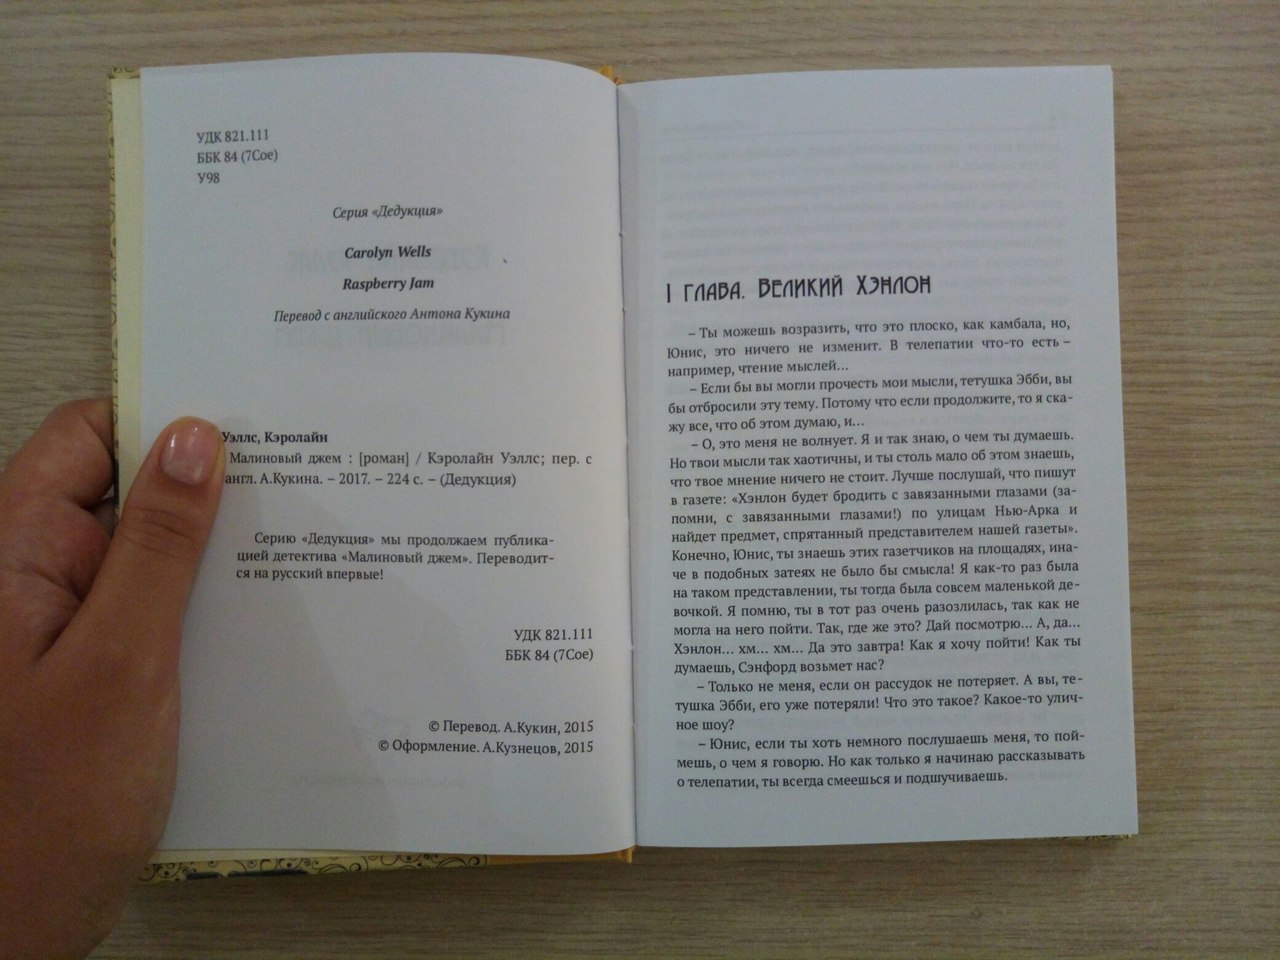 УДК 821.111
ББК 84 (7Сое)
У98
Серия «Дедукция»
Carolyn Wells
Raspberry Jam
Перевод с английского Антона Кукина
Уэллс, Кэролайн
Малиновый джем : [роман] / Кэролайн Уэллс; пер. с
англ. А.Кукина. – 2017. – 224 с. – (Дедукция)
Серию «Дедукция» мы продолжаем публика-
цией детектива «Малиновый джем». Переводит-
ся на русский впервые!
УДК 821.111
ББК 84 (7Сое)
© Перевод. А.Кукин, 2015
© Оформление. А.Кузнецов, 2015
I ГЛАВА. ВЕЛИКИЙ ХЭНЛОН
– Ты можешь возразить, что это плоско, как камбала, но,
Юнис, это ничего не изменит. В телепатии что-то есть –
например, чтение мыслей...
– Если бы вы могли прочесть мои мысли, тетушка Эбби, вы
бы отбросили эту тему. Потому что если продолжите, то я ска-
жу все, что об этом думаю, и...
– О, это меня не волнует. Я и так знаю, о чем ты думаешь.
Но твои мысли так хаотичны, и ты столь мало об этом знаешь,
что твое мнение ничего не стоит. Лучше послушай, что пишут
в газете: «Хэнлон будет бродить с завязанными глазами (за-
помни, с завязанными глазами!) по улицам Нью-Арка и
найдет предмет, спрятанный представителем нашей газеты».
Конечно, Юнис, ты знаешь этих газетчиков на площадях, ина-
че в подобных затеях не было бы смысла! Я как-то раз была
на таком представлении, ты тогда была совсем маленькой де-
вочкой. Я помню, ты в тот раз очень разозлилась, так как не
могла на него пойти. Так, где же это? Дай посмотрю... А, да...
Хэнлон... хм... хм... Да это завтра! Как я хочу пойти! Как ты
думаешь, Сэнфорд возьмет нас?
– Только не меня, если он рассудок не потеряет. А вы, те-
тушка Эбби, его уже потеряли! Что это такое? Какое-то улич-
ное шоу?
– Юнис, если ты хоть немного послушаешь меня, то пой-
мешь, о чем я говорю. Но как только я начинаю рассказывать
о телепатии, ты всегда смеешься и подшучиваешь.